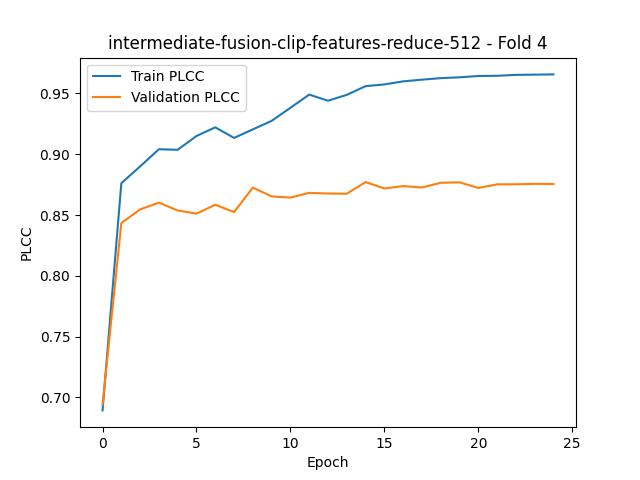 intermediate-fusion-clip-features-reduce-512 - Fold 4
Train PLCC
Validation PLCC
0.95
0.90
0.85
0.80
0.75
0.70
PLCC
0 5 10 15 20 25
Epoch